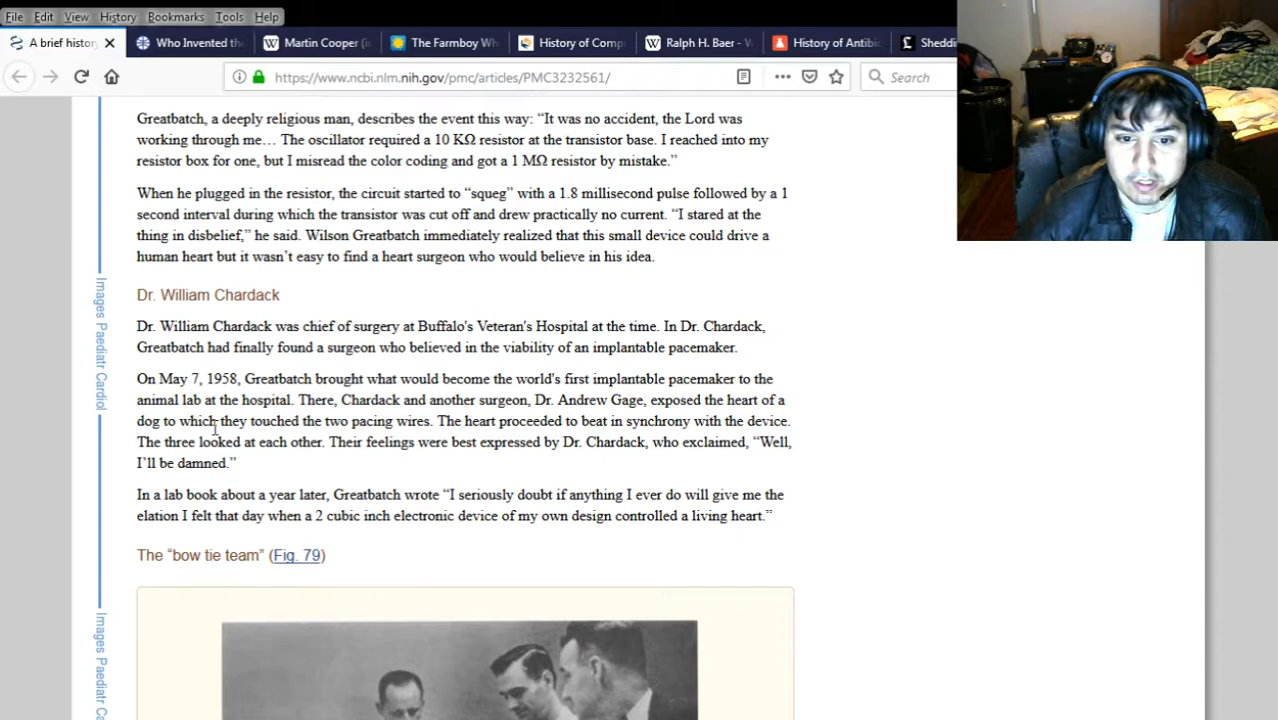 File Edit View History Bookmarks Tools Help
A brief history
Who Invented the
Martin Cooper (i
The Farmboy Wh
History of Comp
Ralph H. Baer - V
History of Antibi
Sheddi
https://www.ncbi.nlm.nih.gov/pmc/articles/PMC3232561/
Search
Greatbatch, a deeply religious man, describes the event this way: “It was no accident, the Lord was
working through me… The oscillator required a 10 KΩ resistor at the transistor base. I reached into my
resistor box for one, but I misread the color coding and got a 1 MΩ resistor by mistake.”
When he plugged in the resistor, the circuit started to “squeg” with a 1.8 millisecond pulse followed by a 1
second interval during which the transistor was cut off and drew practically no current. “I stared at the
thing in disbelief,” he said. Wilson Greatbatch immediately realized that this small device could drive a
human heart but it wasn’t easy to find a heart surgeon who would believe in his idea.
Dr. William Chardack
Dr. William Chardack was chief of surgery at Buffalo's Veteran's Hospital at the time. In Dr. Chardack,
Greatbatch had finally found a surgeon who believed in the viability of an implantable pacemaker.
On May 7, 1958, Greatbatch brought what would become the world's first implantable pacemaker to the
animal lab at the hospital. There, Chardack and another surgeon, Dr. Andrew Gage, exposed the heart of a
dog to which they touched the two pacing wires. The heart proceeded to beat in synchrony with the device.
The three looked at each other. Their feelings were best expressed by Dr. Chardack, who exclaimed, “Well,
I’ll be damned.”
In a lab book about a year later, Greatbatch wrote “I seriously doubt if anything I ever do will give me the
elation I felt that day when a 2 cubic inch electronic device of my own design controlled a living heart.”
The “bow tie team” (Fig. 79)
Images Paediatr Cardiol
Images Paediatr Ca